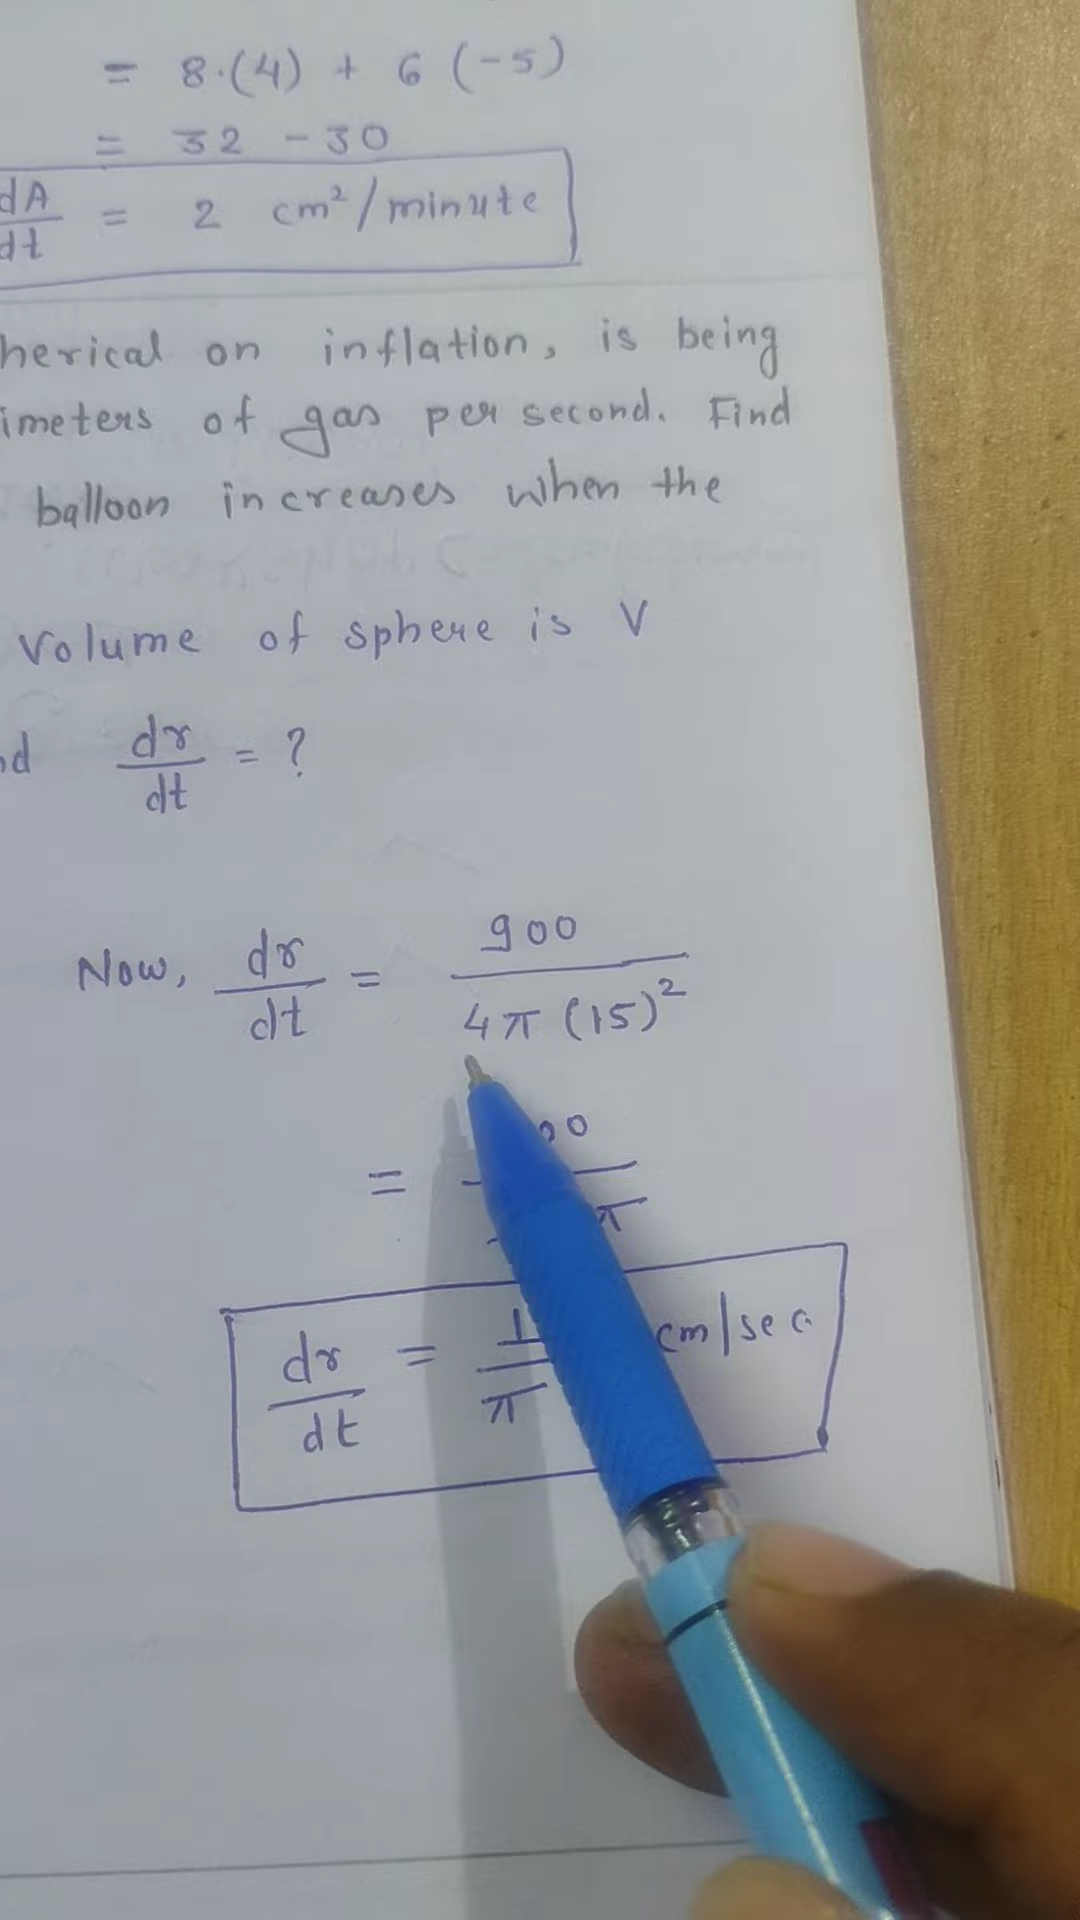 = 8.(4) + 6 (-5)
= 32 - 30
dA/dt = 2 cm²/minute
herical on inflation, is being
imeters of gas per second. Find
balloon increases when the
Volume of sphere is V
nd dr/dt = ?
Now, dr/dt = 900 / 4π (15)²
=
dr/dt = 1/π cm/sec